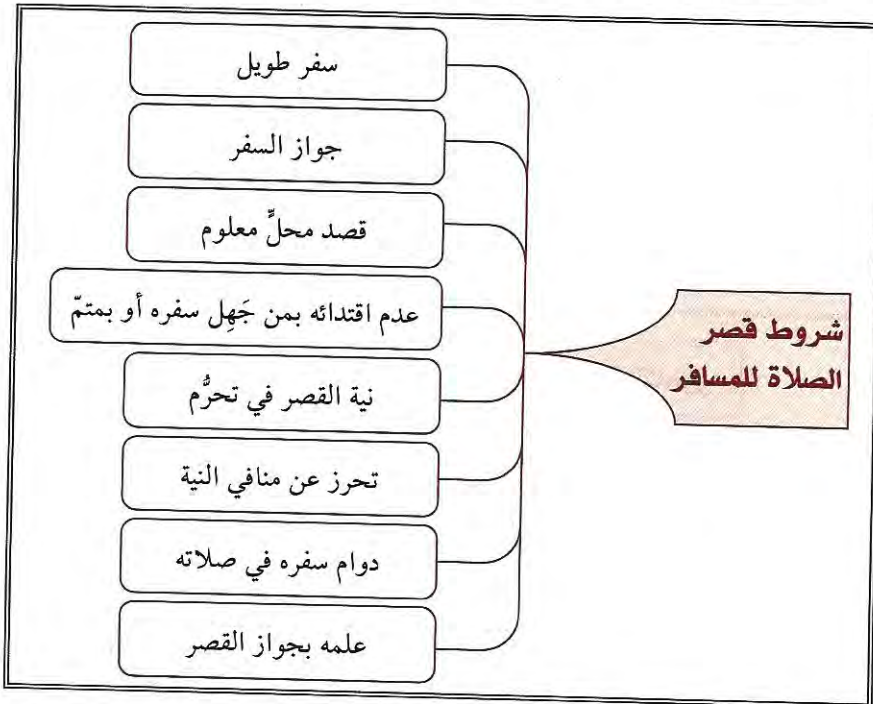 شروط قصر
الصلاة للمسافر
سفر طويل
جواز السفر
قصد محلٍّ معلوم
عدم اقتدائه بمن جَهِل سفره أو بمتمّ
نية القصر في تحرُّم
تحرز عن منافي النية
دوام سفره في صلاته
علمه بجواز القصر